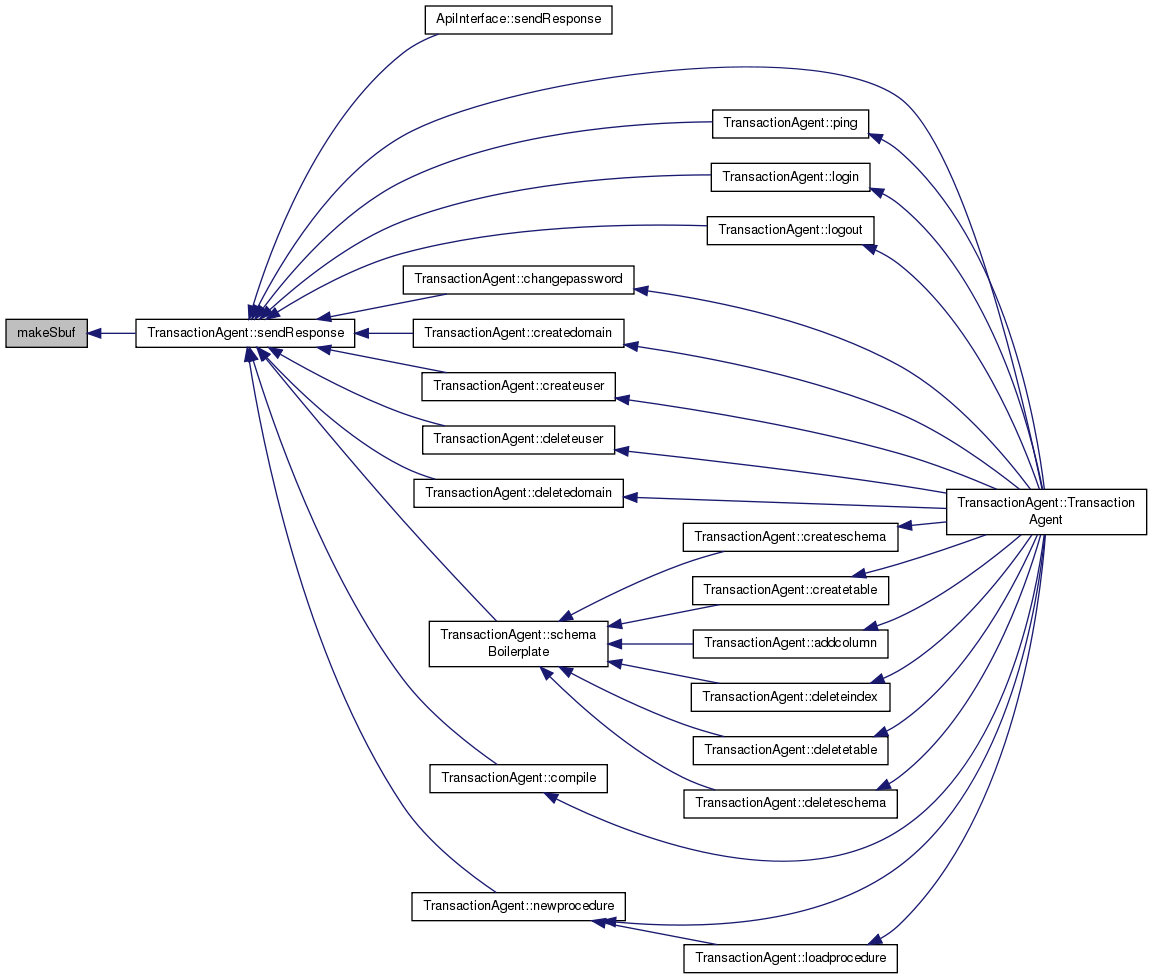 ApiInterface::sendResponse
TransactionAgent::ping
TransactionAgent::login
TransactionAgent::logout
TransactionAgent::changepassword
makeSbuf
TransactionAgent::sendResponse
TransactionAgent::createdomain
TransactionAgent::createuser
TransactionAgent::deleteuser
TransactionAgent::deletedomain
TransactionAgent::Transaction
Agent
TransactionAgent::createschema
TransactionAgent::createtable
TransactionAgent::schema
Boilerplate
TransactionAgent::addcolumn
TransactionAgent::deleteindex
TransactionAgent::deletetable
TransactionAgent::compile
TransactionAgent::deleteschema
TransactionAgent::newprocedure
TransactionAgent::loadprocedure